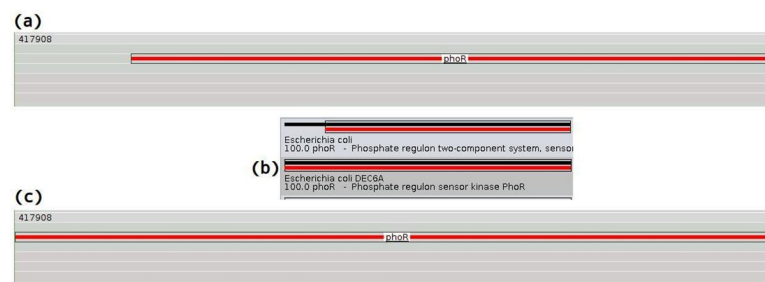 (a)
417908
phoR
Escherichia coli
100.0 phoR - Phosphate regulon two-component system, sensor
(b)
Escherichia coli DEC6A
100.0 phoR - Phosphate regulon sensor kinase PhoR
(c)
417908
phoR